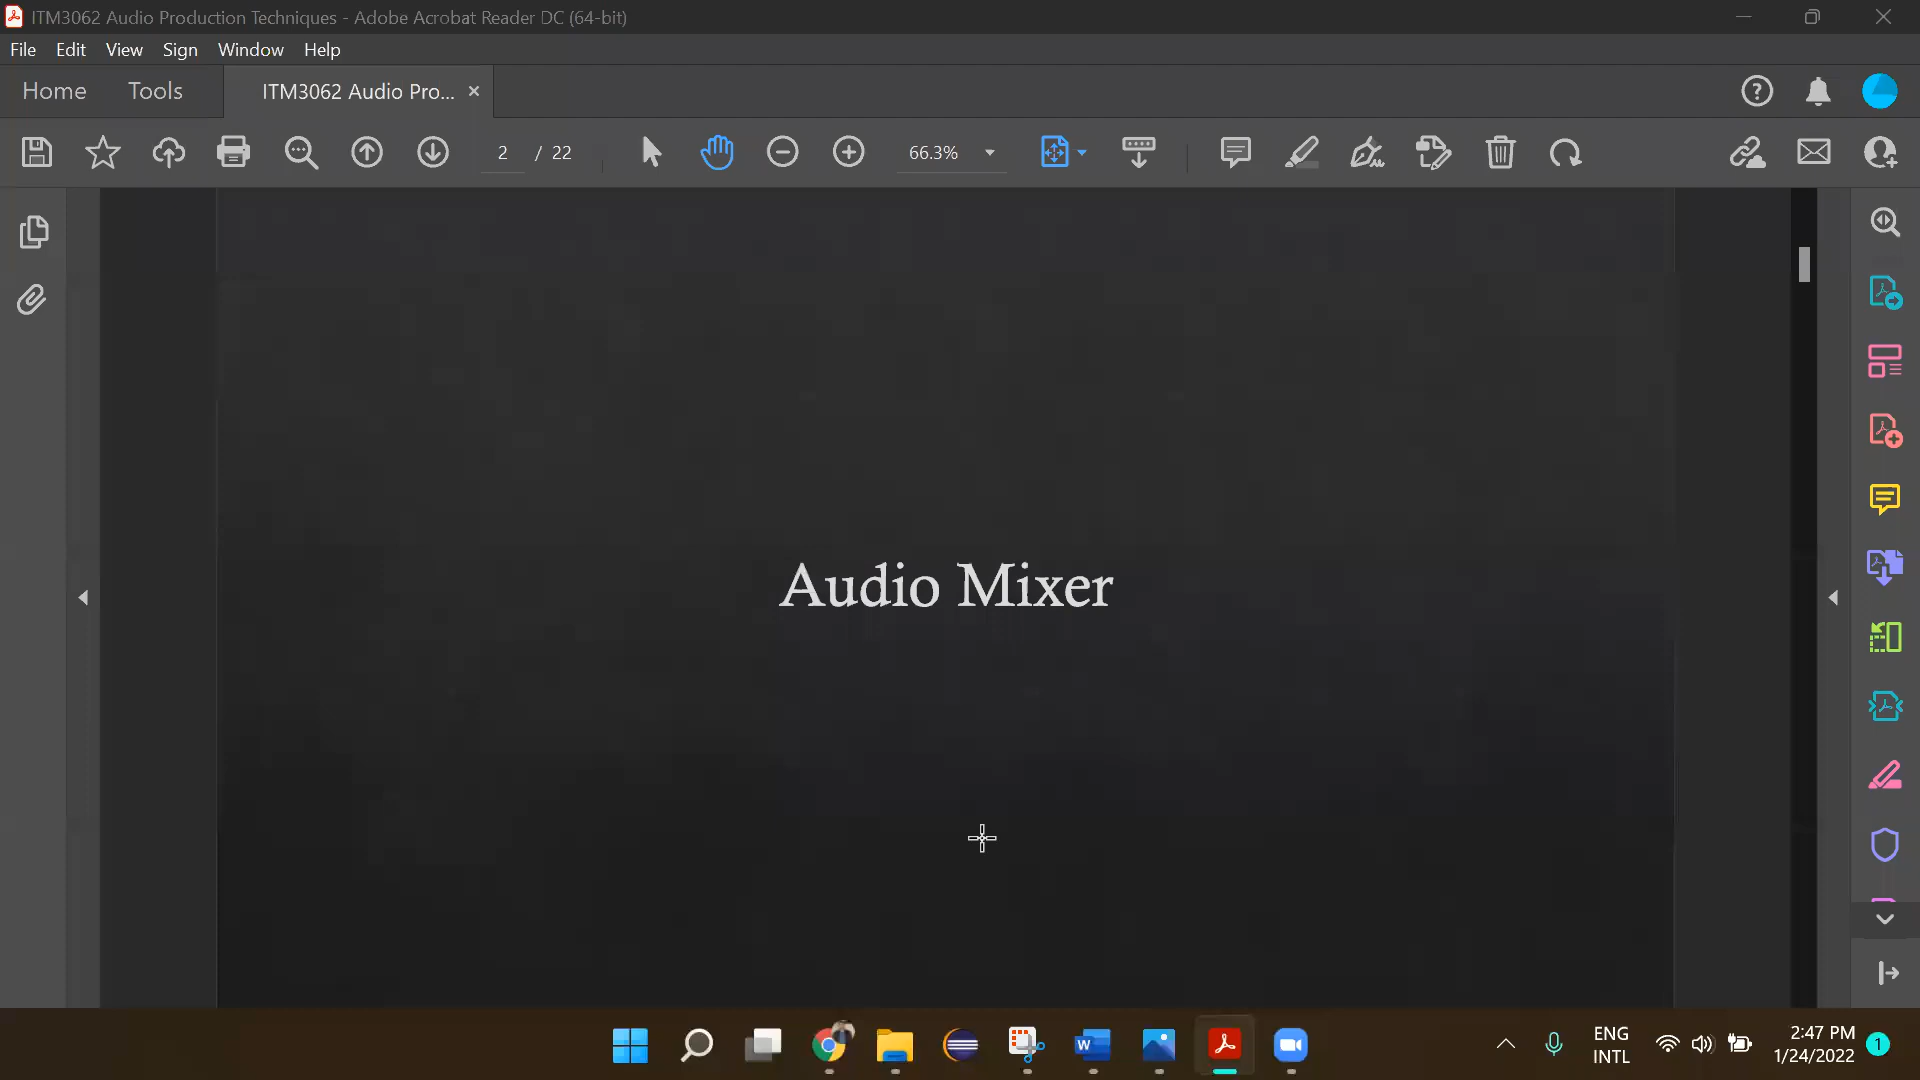 ITM3062 Audio Production Techniques - Adobe Acrobat Reader DC (64-bit)
File Edit View Sign Window Help
Home Tools ITM3062 Audio Pro... ×
2 / 22 66.3%
Audio Mixer
ENG 2:47 PM
INTL 1/24/2022 1